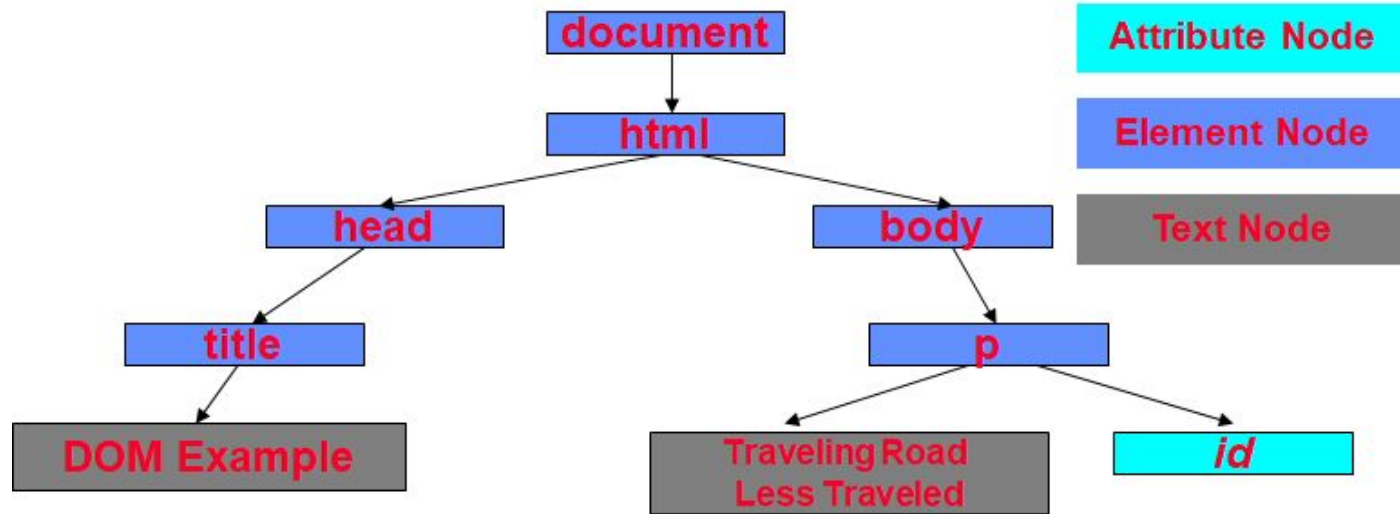 document
Attribute Node
html
Element Node
head
body
Text Node
title
p
DOM Example
Traveling Road
Less Traveled
id